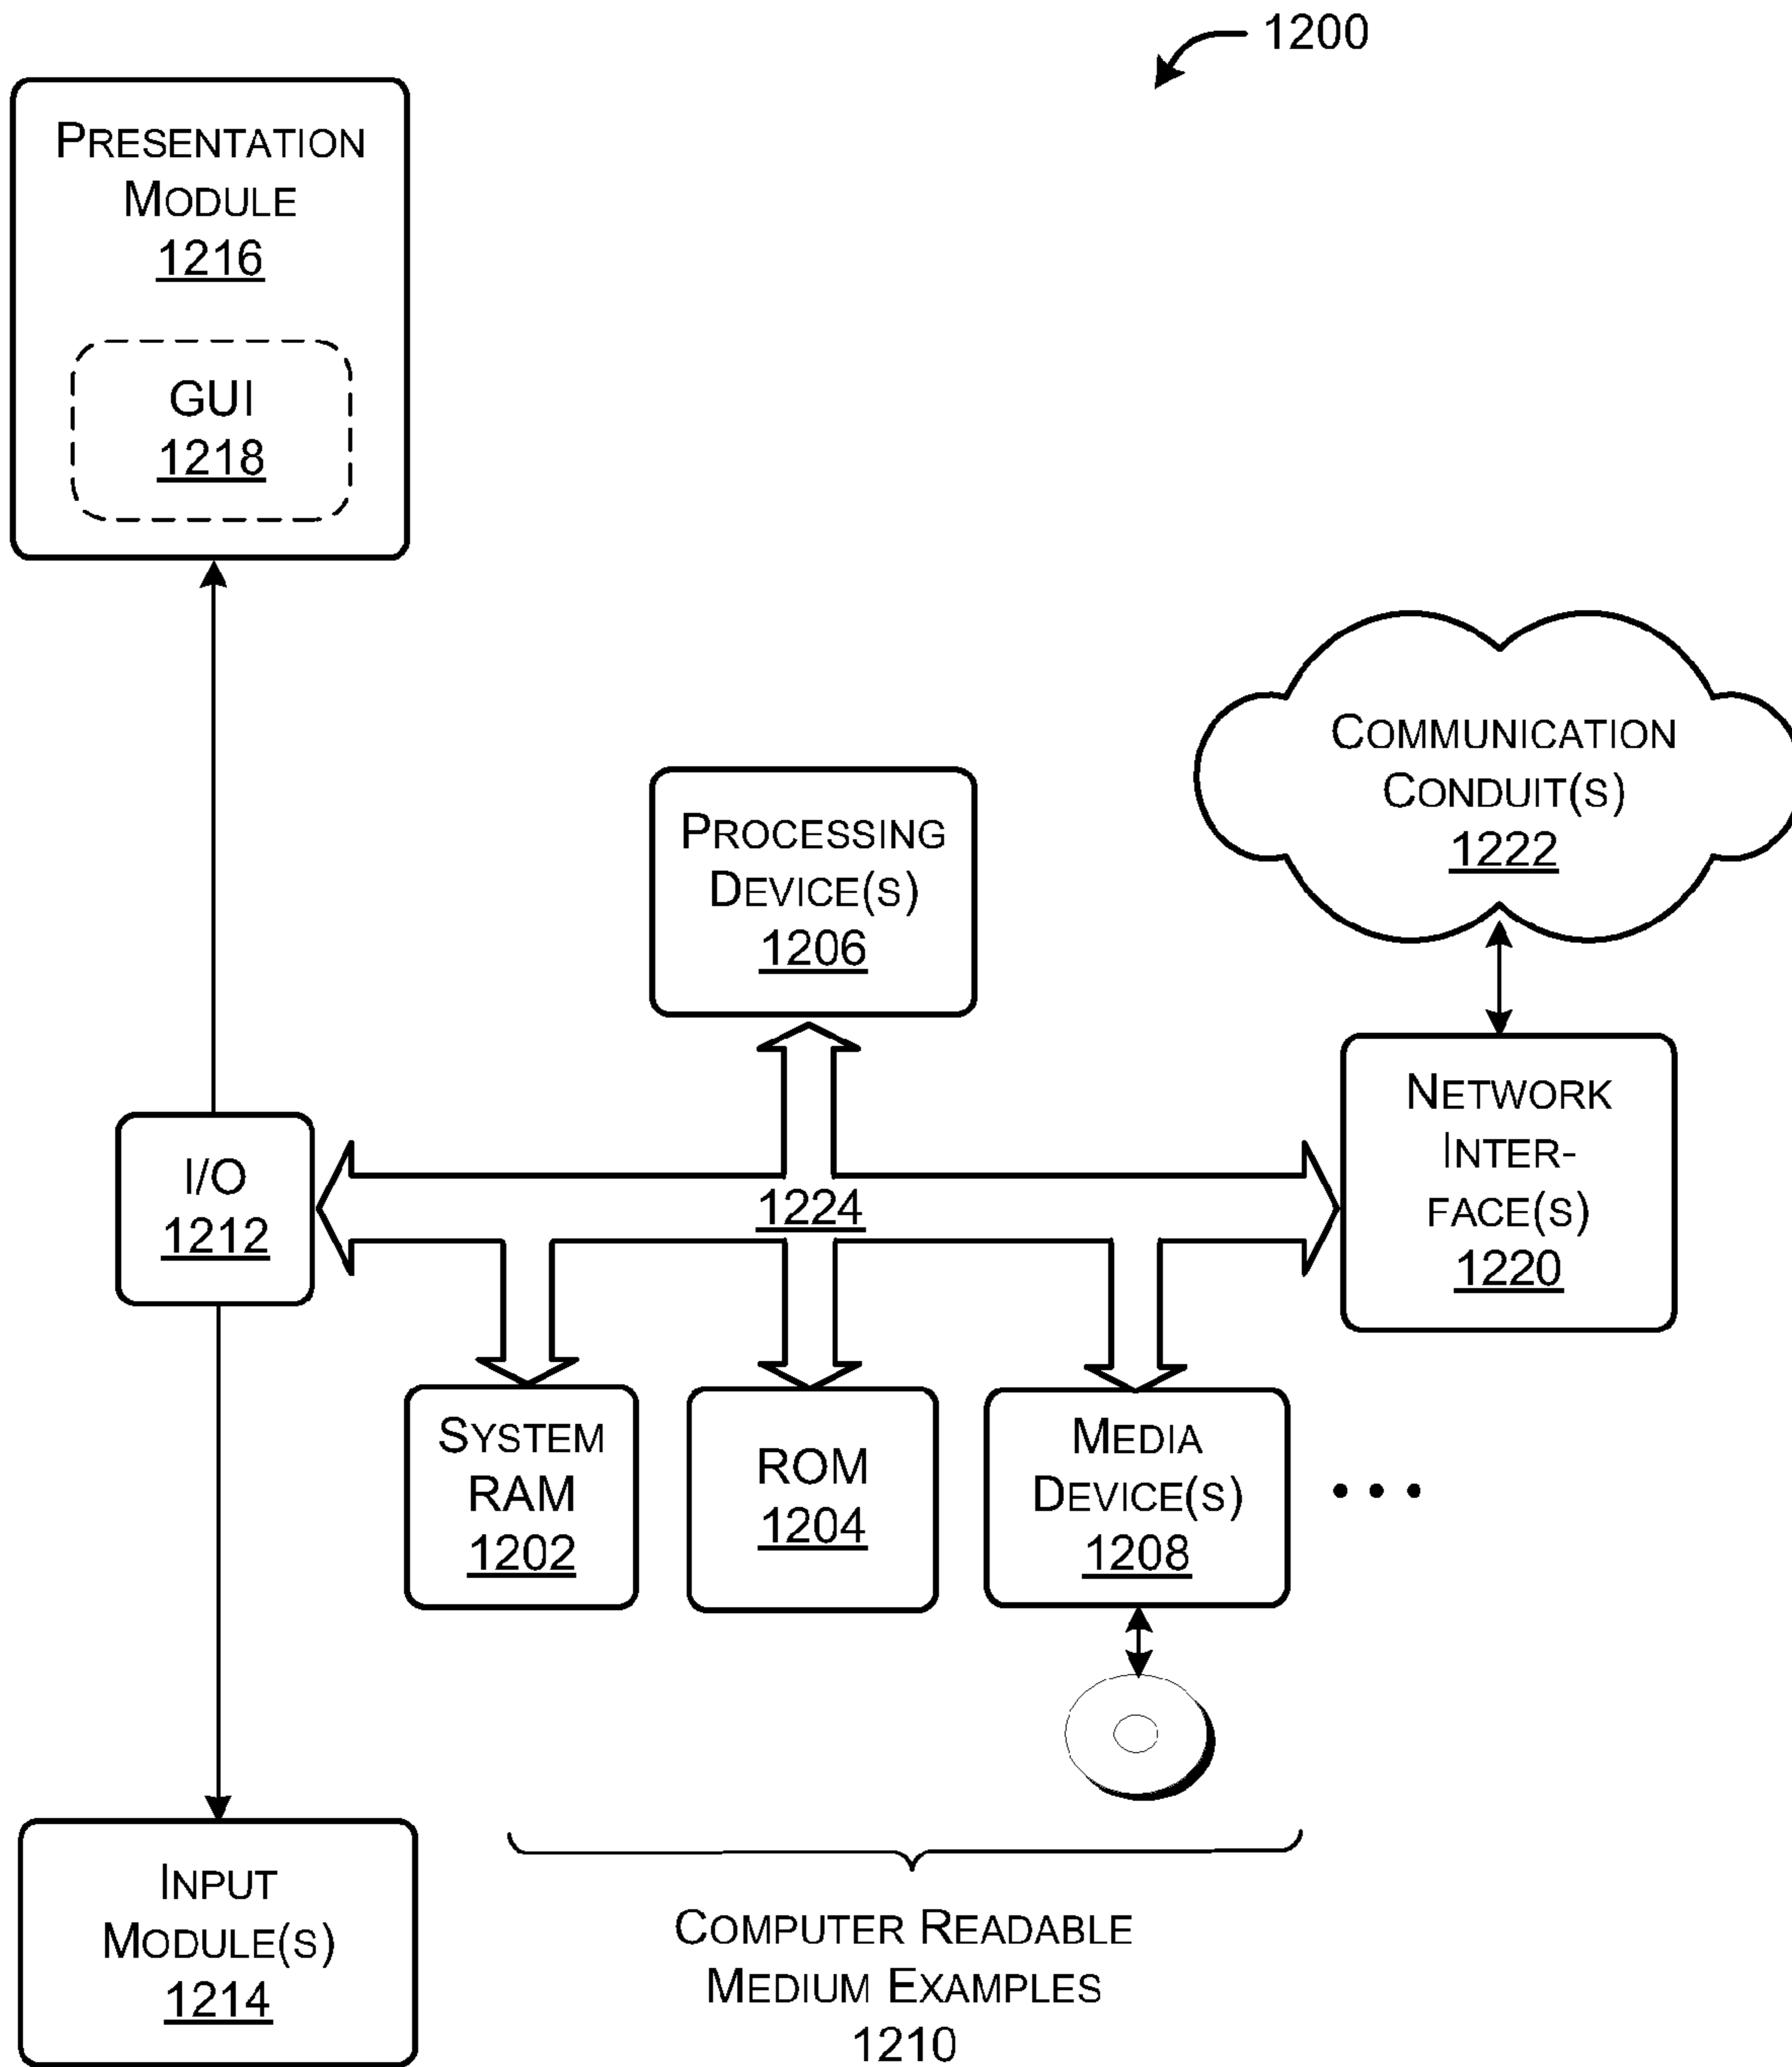 1200
PRESENTATION
MODULE
1216
GUI
1218
COMMUNICATION
CONDUIT(S)
1222
PROCESSING
DEVICE(S)
1206
NETWORK
INTER-
FACE(S)
1220
I/O
1212
1224
SYSTEM
RAM
1202
ROM
1204
MEDIA
DEVICE(S)
1208
• • •
INPUT
MODULE(S)
1214
COMPUTER READABLE
MEDIUM EXAMPLES
1210